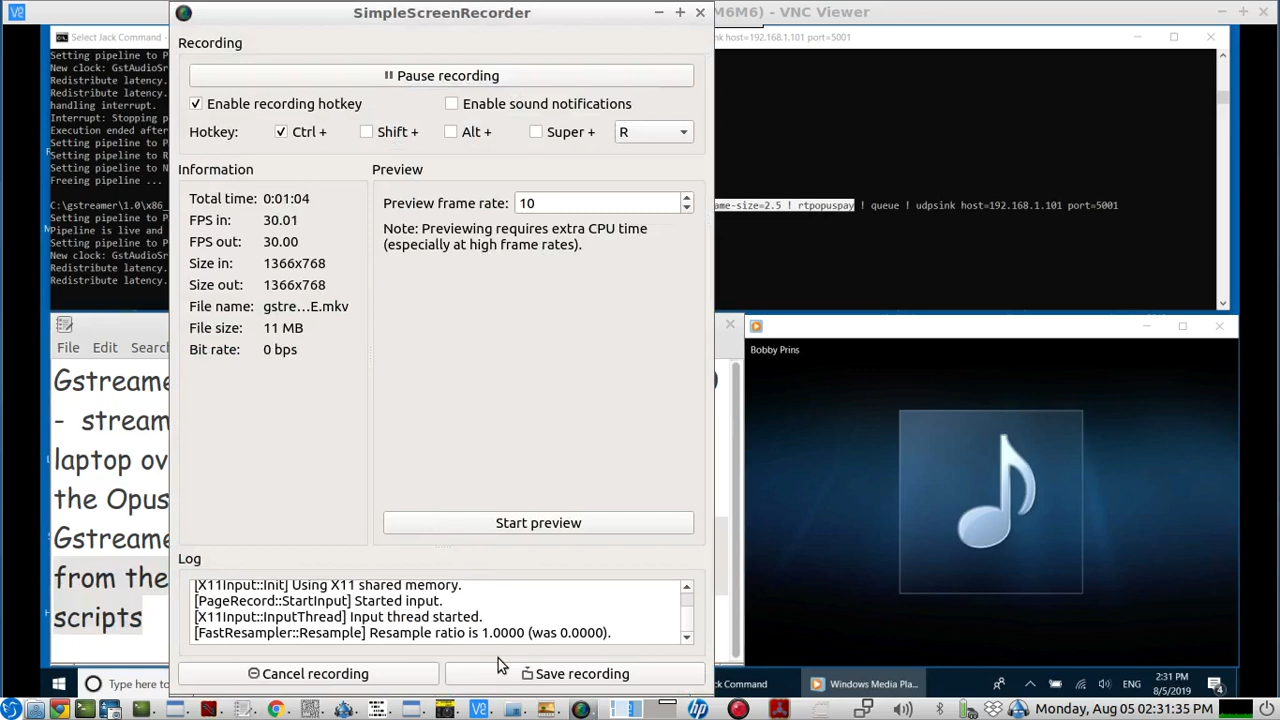 SimpleScreenRecorder
M6M6) - VNC Viewer
Select Jack Command -
Recording
sink host=192.168.1.101 port=5001
Setting pipeline to P
New clock: GstAudioSr
Redistribute latency.
Redistribute latency.
handling interrupt.
Interrupt: Stopping p
Execution ended after
Setting pipeline to P
Setting pipeline to R
Setting pipeline to N
Freeing pipeline ...
C:\gstreamer\1.0\x86_
Setting pipeline to P
Pipeline is live and
Setting pipeline to P
New clock: GstAudioSr
Redistribute latency.
Redistribute latency.
Pause recording
Enable recording hotkey
Enable sound notifications
Hotkey:
Ctrl +
Shift +
Alt +
Super +
R
Information
Preview
Total time: 0:01:04
FPS in: 30.01
FPS out: 30.00
Size in: 1366x768
Size out: 1366x768
File name: gstre...E.mkv
File size: 11 MB
Bit rate: 0 bps
Preview frame rate: 10
Note: Previewing requires extra CPU time
(especially at high frame rates).
Start preview
ame-size=2.5 ! rtpopuspay ! queue ! udpsink host=192.168.1.101 port=5001
File Edit Search
Gstreame
- stream
laptop ov
the Opus
Gstreame
from the
scripts
Bobby Prins
Log
[X11Input::Init] Using X11 shared memory.
[PageRecord::StartInput] Started input.
[X11Input::InputThread] Input thread started.
[FastResampler::Resample] Resample ratio is 1.0000 (was 0.0000).
Cancel recording
Save recording
Type here to
ack Command
Windows Media Pla...
ENG
2:31 PM
8/5/2019
4
Monday, Aug 05 02:31:35 PM